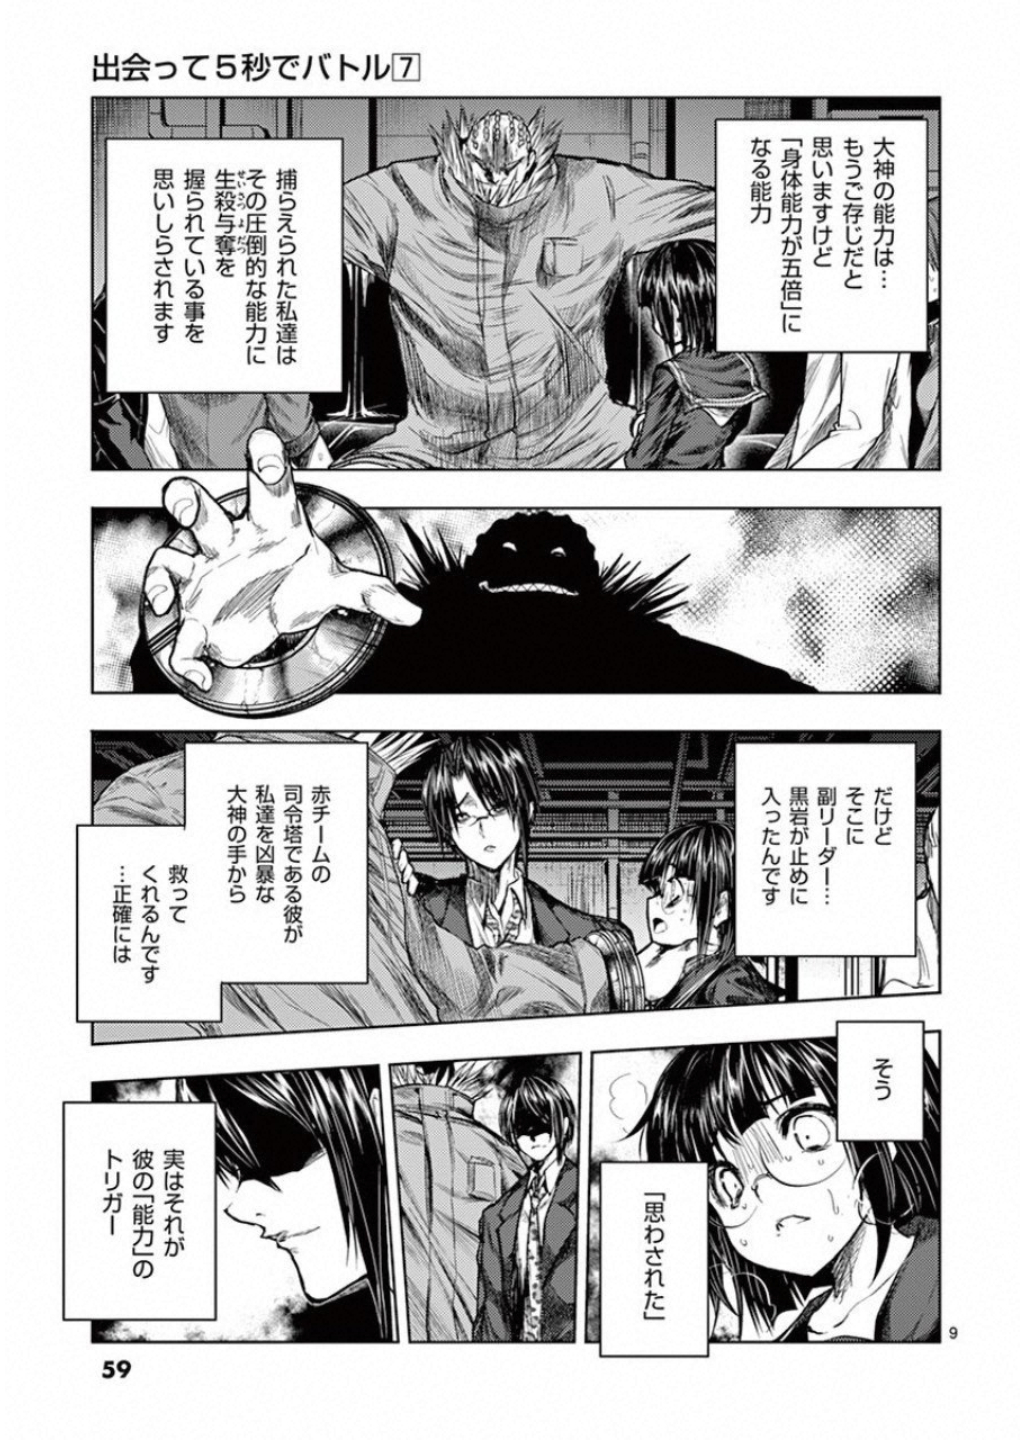 出会って5秒でバトル7
大神の能力は…
もうご存じだと
思いますけど
「身体能力が五倍」に
なる能力
捕らえられた私達は
その圧倒的な能力に
生殺与奪を
せいさつよだつ
握られている事を
思いしらされます
だけど
そこに
副リーダー…
黒岩が止めに
入ったんです
赤チームの
司令塔である彼が
私達を凶暴な
大神の手から
救って
くれるんです
…正確には
そう
「思わされた」
実はそれが
彼の「能力」の
トリガー
9
59